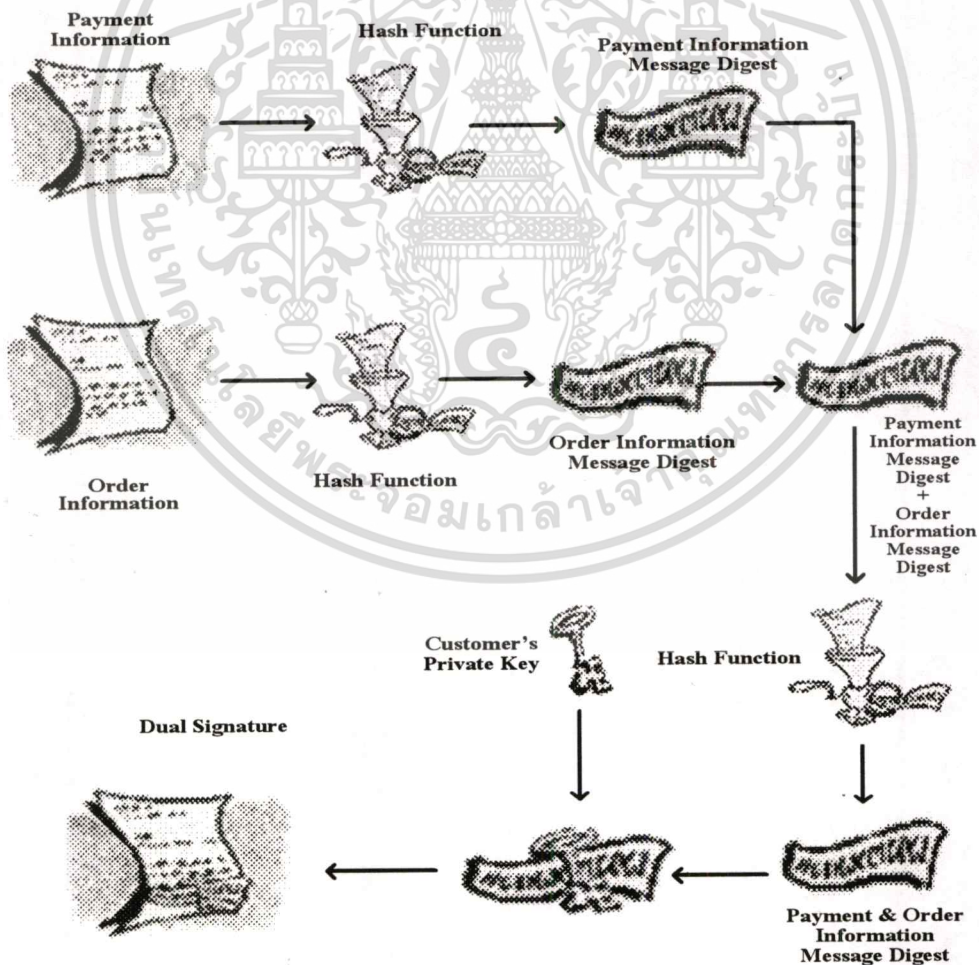 Payment
Information
Hash Function
Payment Information
Message Digest
Order
Information
Hash Function
Order Information
Message Digest
Payment
Information
Message
Digest
+
Order
Information
Message
Digest
Customer's
Private Key
Hash Function
Dual Signature
Payment & Order
Information
Message Digest